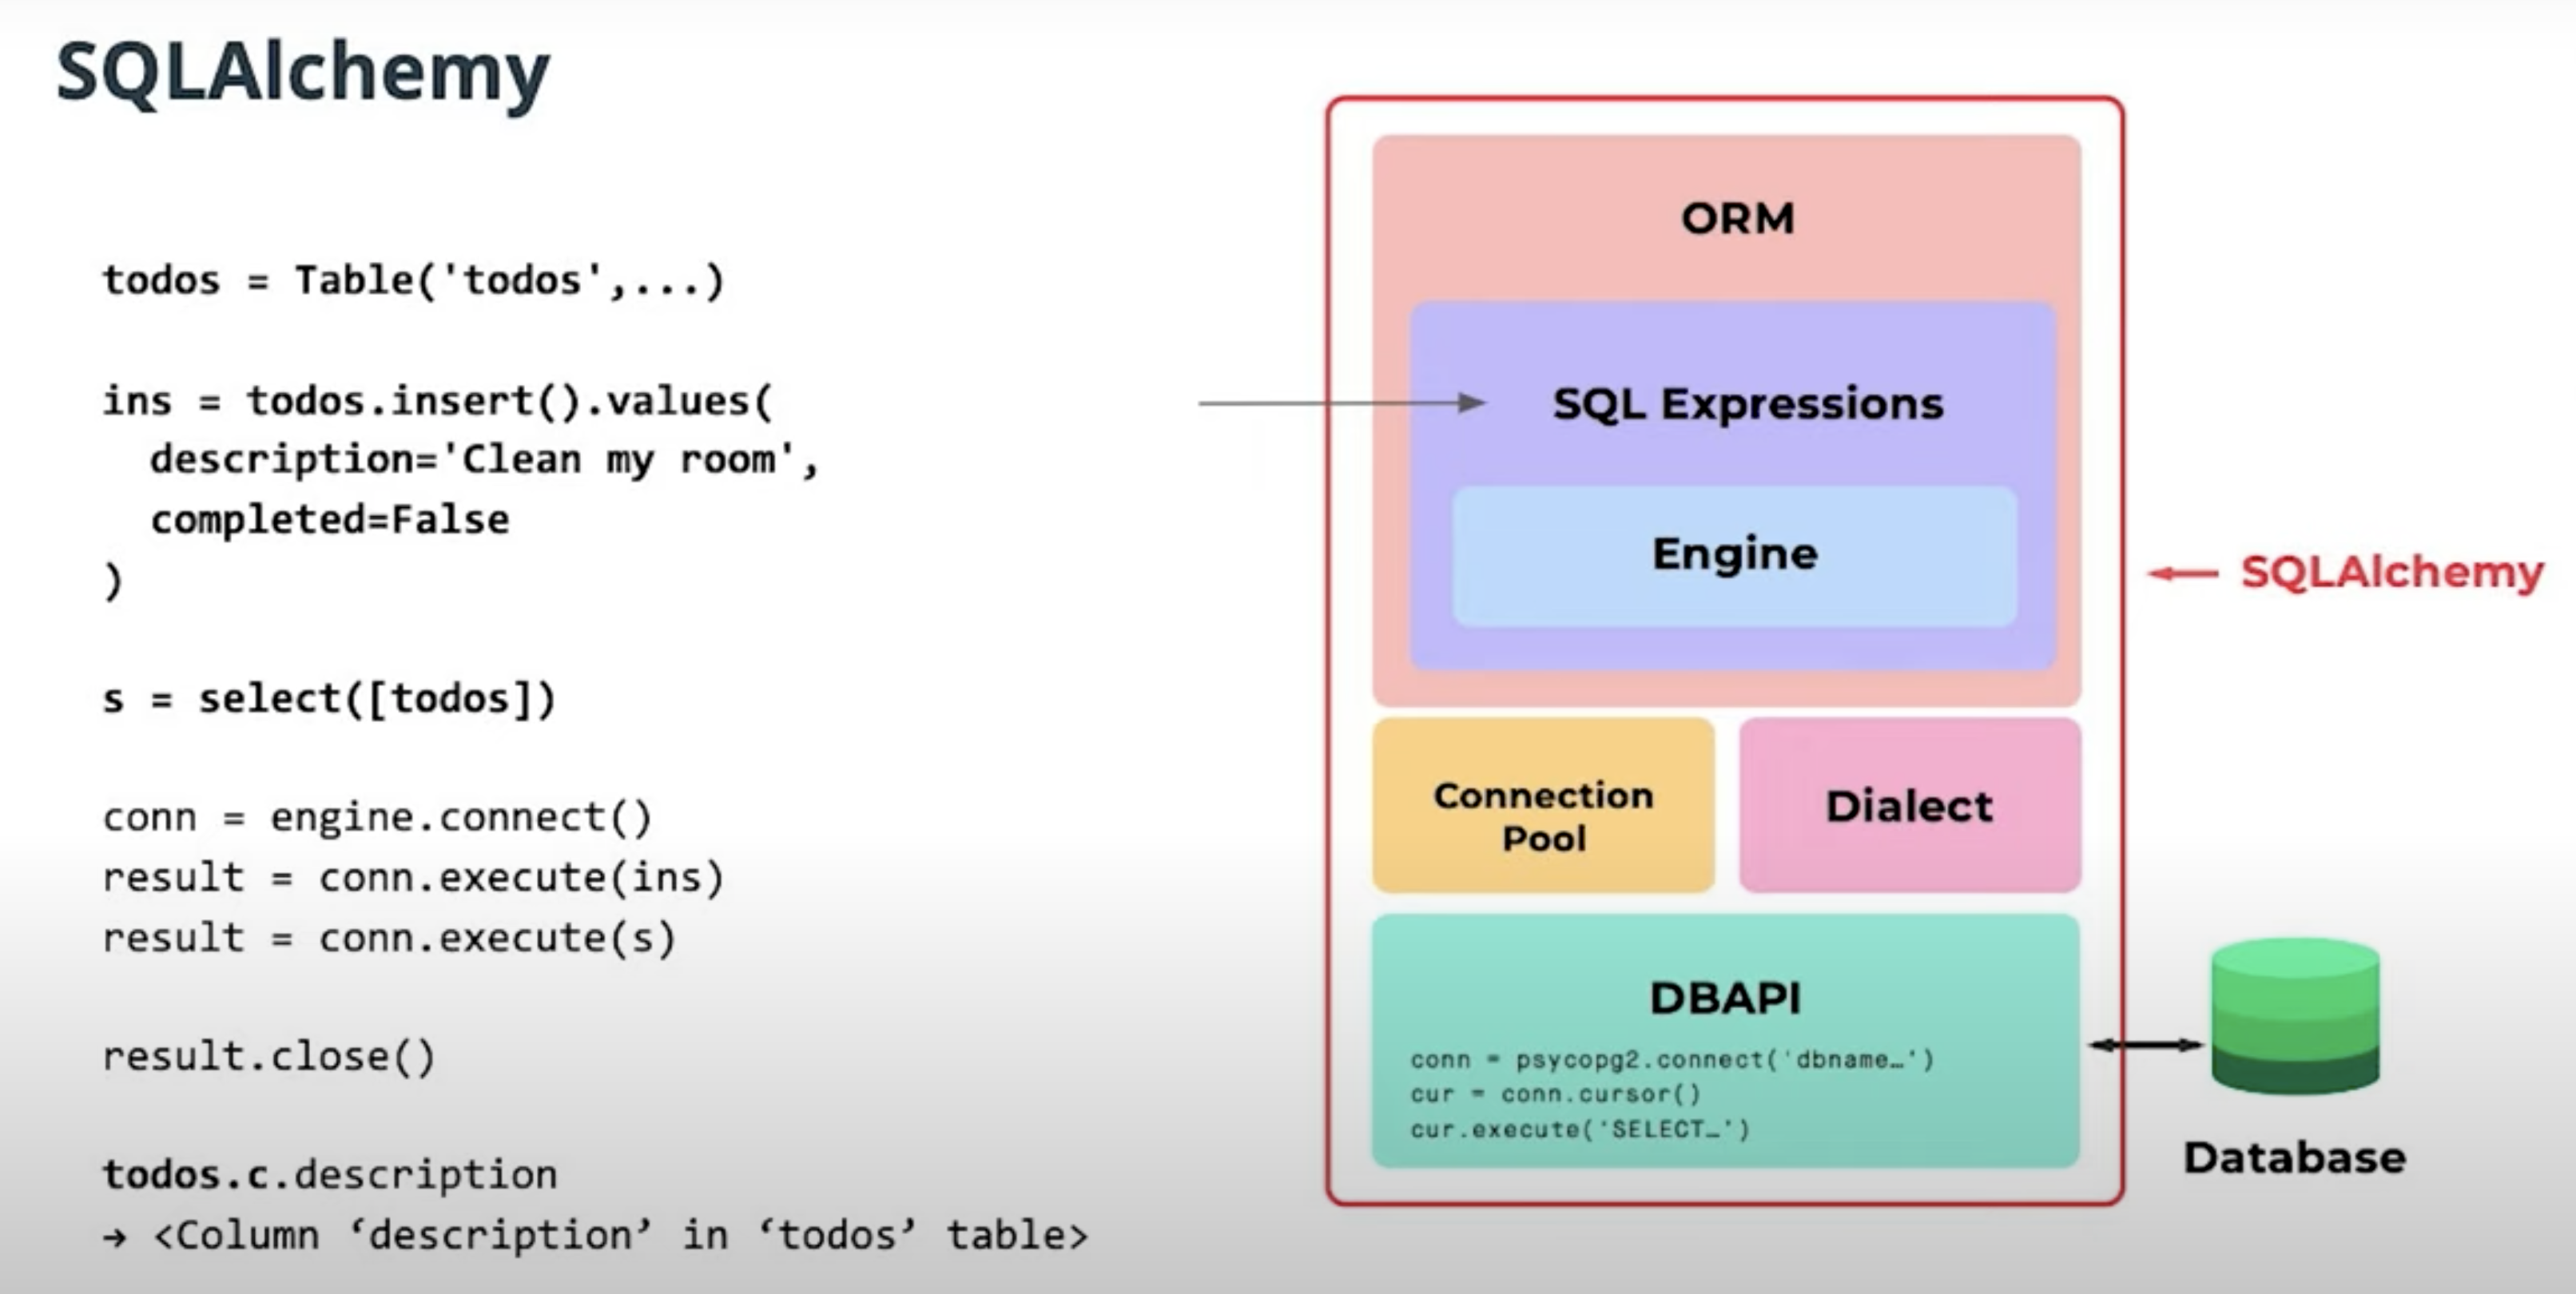 SQLAlchemy
todos = Table('todos',...)
ins = todos.insert().values(
description='Clean my room',
completed=False
)
s = select([todos])
conn = engine.connect()
result = conn.execute(ins)
result = conn.execute(s)
result.close()
todos.c.description
→ <Column ‘description’ in ‘todos’ table>
ORM
SQL Expressions
Engine
Connection
Pool
Dialect
DBAPI
conn = psycopg2.connect('dbname…')
cur = conn.cursor()
cur.execute('SELECT…')
SQLAlchemy
Database